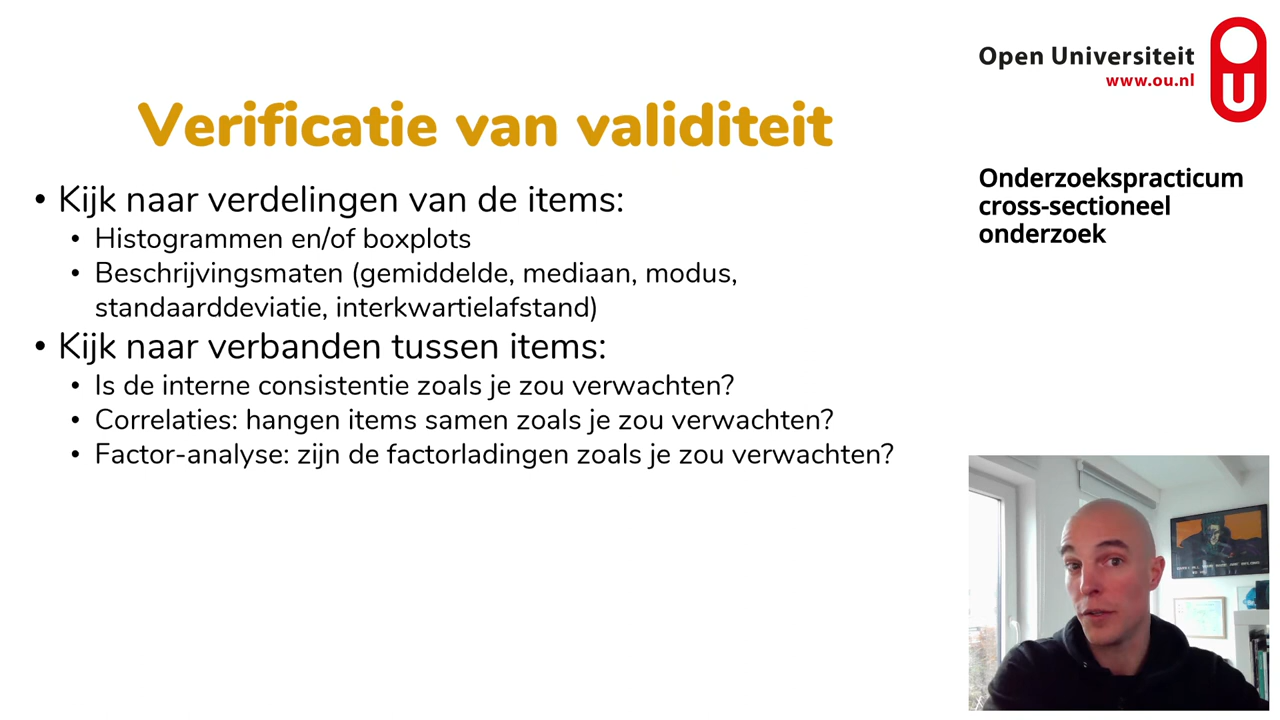 Open Universiteit
www.ou.nl
Verificatie van validiteit
• Kijk naar verdelingen van de items:
• Histogrammen en/of boxplots
• Beschrijvingsmaten (gemiddelde, mediaan, modus,
standaarddeviatie, interkwartielafstand)
• Kijk naar verbanden tussen items:
• Is de interne consistentie zoals je zou verwachten?
• Correlaties: hangen items samen zoals je zou verwachten?
• Factor-analyse: zijn de factorladingen zoals je zou verwachten?
Onderzoekspracticum
cross-sectioneel
onderzoek